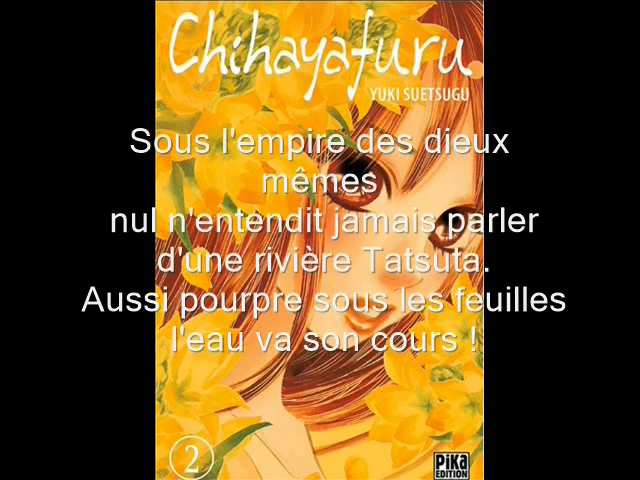 Chihayafuru
YUKI SUETSUGU
Sous l'empire des dieux
mêmes
nul n'entendit jamais parler
d'une rivière Tatsuta.
Aussi pourpre sous les feuilles
l'eau va son cours !
2
PiKa
EDITION